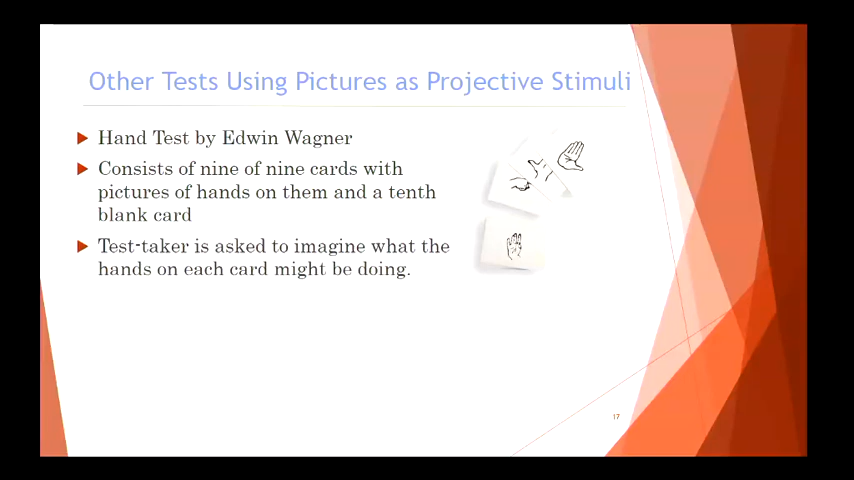 Other Tests Using Pictures as Projective Stimuli
Hand Test by Edwin Wagner
Consists of nine of nine cards with
pictures of hands on them and a tenth
blank card
Test-taker is asked to imagine what the
hands on each card might be doing.
17